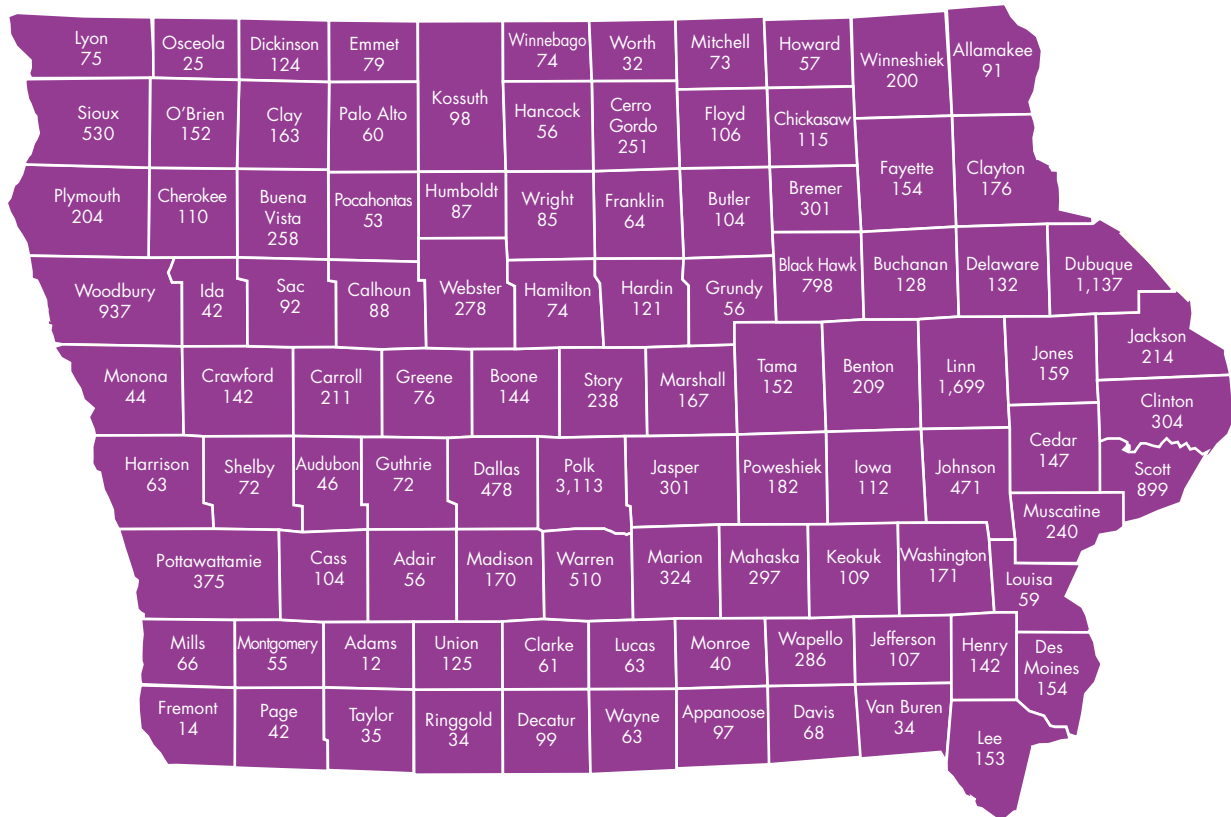 Lyon
75
Osceola
25
Dickinson
124
Emmet
79
Kossuth
98
Winnebago
74
Worth
32
Mitchell
73
Howard
57
Winneshiek
200
Allamakee
91
Sioux
530
O'Brien
152
Clay
163
Palo Alto
60
Hancock
56
Cerro
Gordo
251
Floyd
106
Chickasaw
115
Fayette
154
Clayton
176
Plymouth
204
Cherokee
110
Buena
Vista
258
Pocahontas
53
Humboldt
87
Wright
85
Franklin
64
Butler
104
Bremer
301
Woodbury
937
Ida
42
Sac
92
Calhoun
88
Webster
278
Hamilton
74
Hardin
121
Grundy
56
Black Hawk
798
Buchanan
128
Delaware
132
Dubuque
1,137
Monona
44
Crawford
142
Carroll
211
Greene
76
Boone
144
Story
238
Marshall
167
Tama
152
Benton
209
Linn
1,699
Jones
159
Jackson
214
Clinton
304
Harrison
63
Shelby
72
Audubon
46
Guthrie
72
Dallas
478
Polk
3,113
Jasper
301
Poweshiek
182
Iowa
112
Johnson
471
Cedar
147
Scott
899
Muscatine
240
Pottawattamie
375
Cass
104
Adair
56
Madison
170
Warren
510
Marion
324
Mahaska
297
Keokuk
109
Washington
171
Louisa
59
Mills
66
Montgomery
55
Adams
12
Union
125
Clarke
61
Lucas
63
Monroe
40
Wapello
286
Jefferson
107
Henry
142
Des
Moines
154
Fremont
14
Page
42
Taylor
35
Ringgold
34
Decatur
99
Wayne
63
Appanoose
97
Davis
68
Van Buren
34
Lee
153